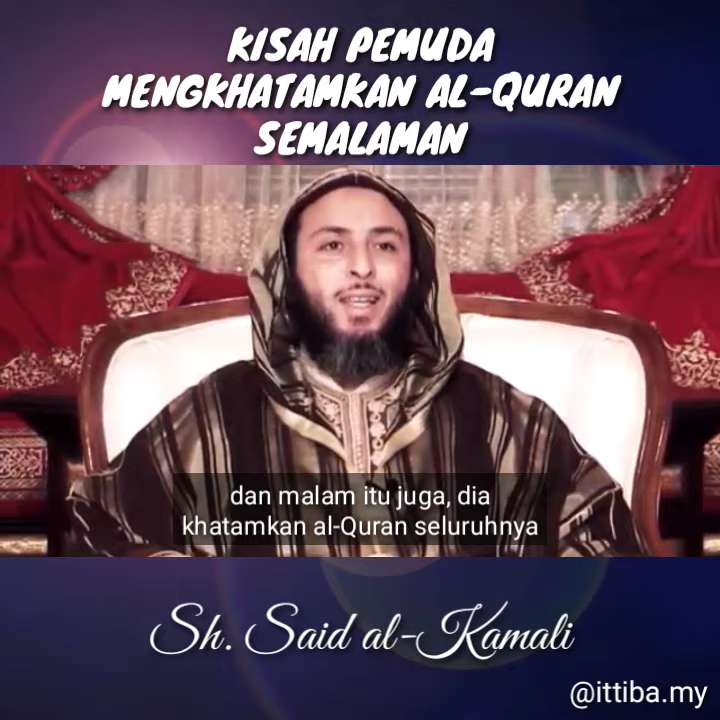 KISAH PEMUDA
MENGKHATAMKAN AL-QURAN
SEMALAMAN
dan malam itu juga, dia
khatamkan al-Quran seluruhnya
Sh. Said al-Kamali
@ittiba.my